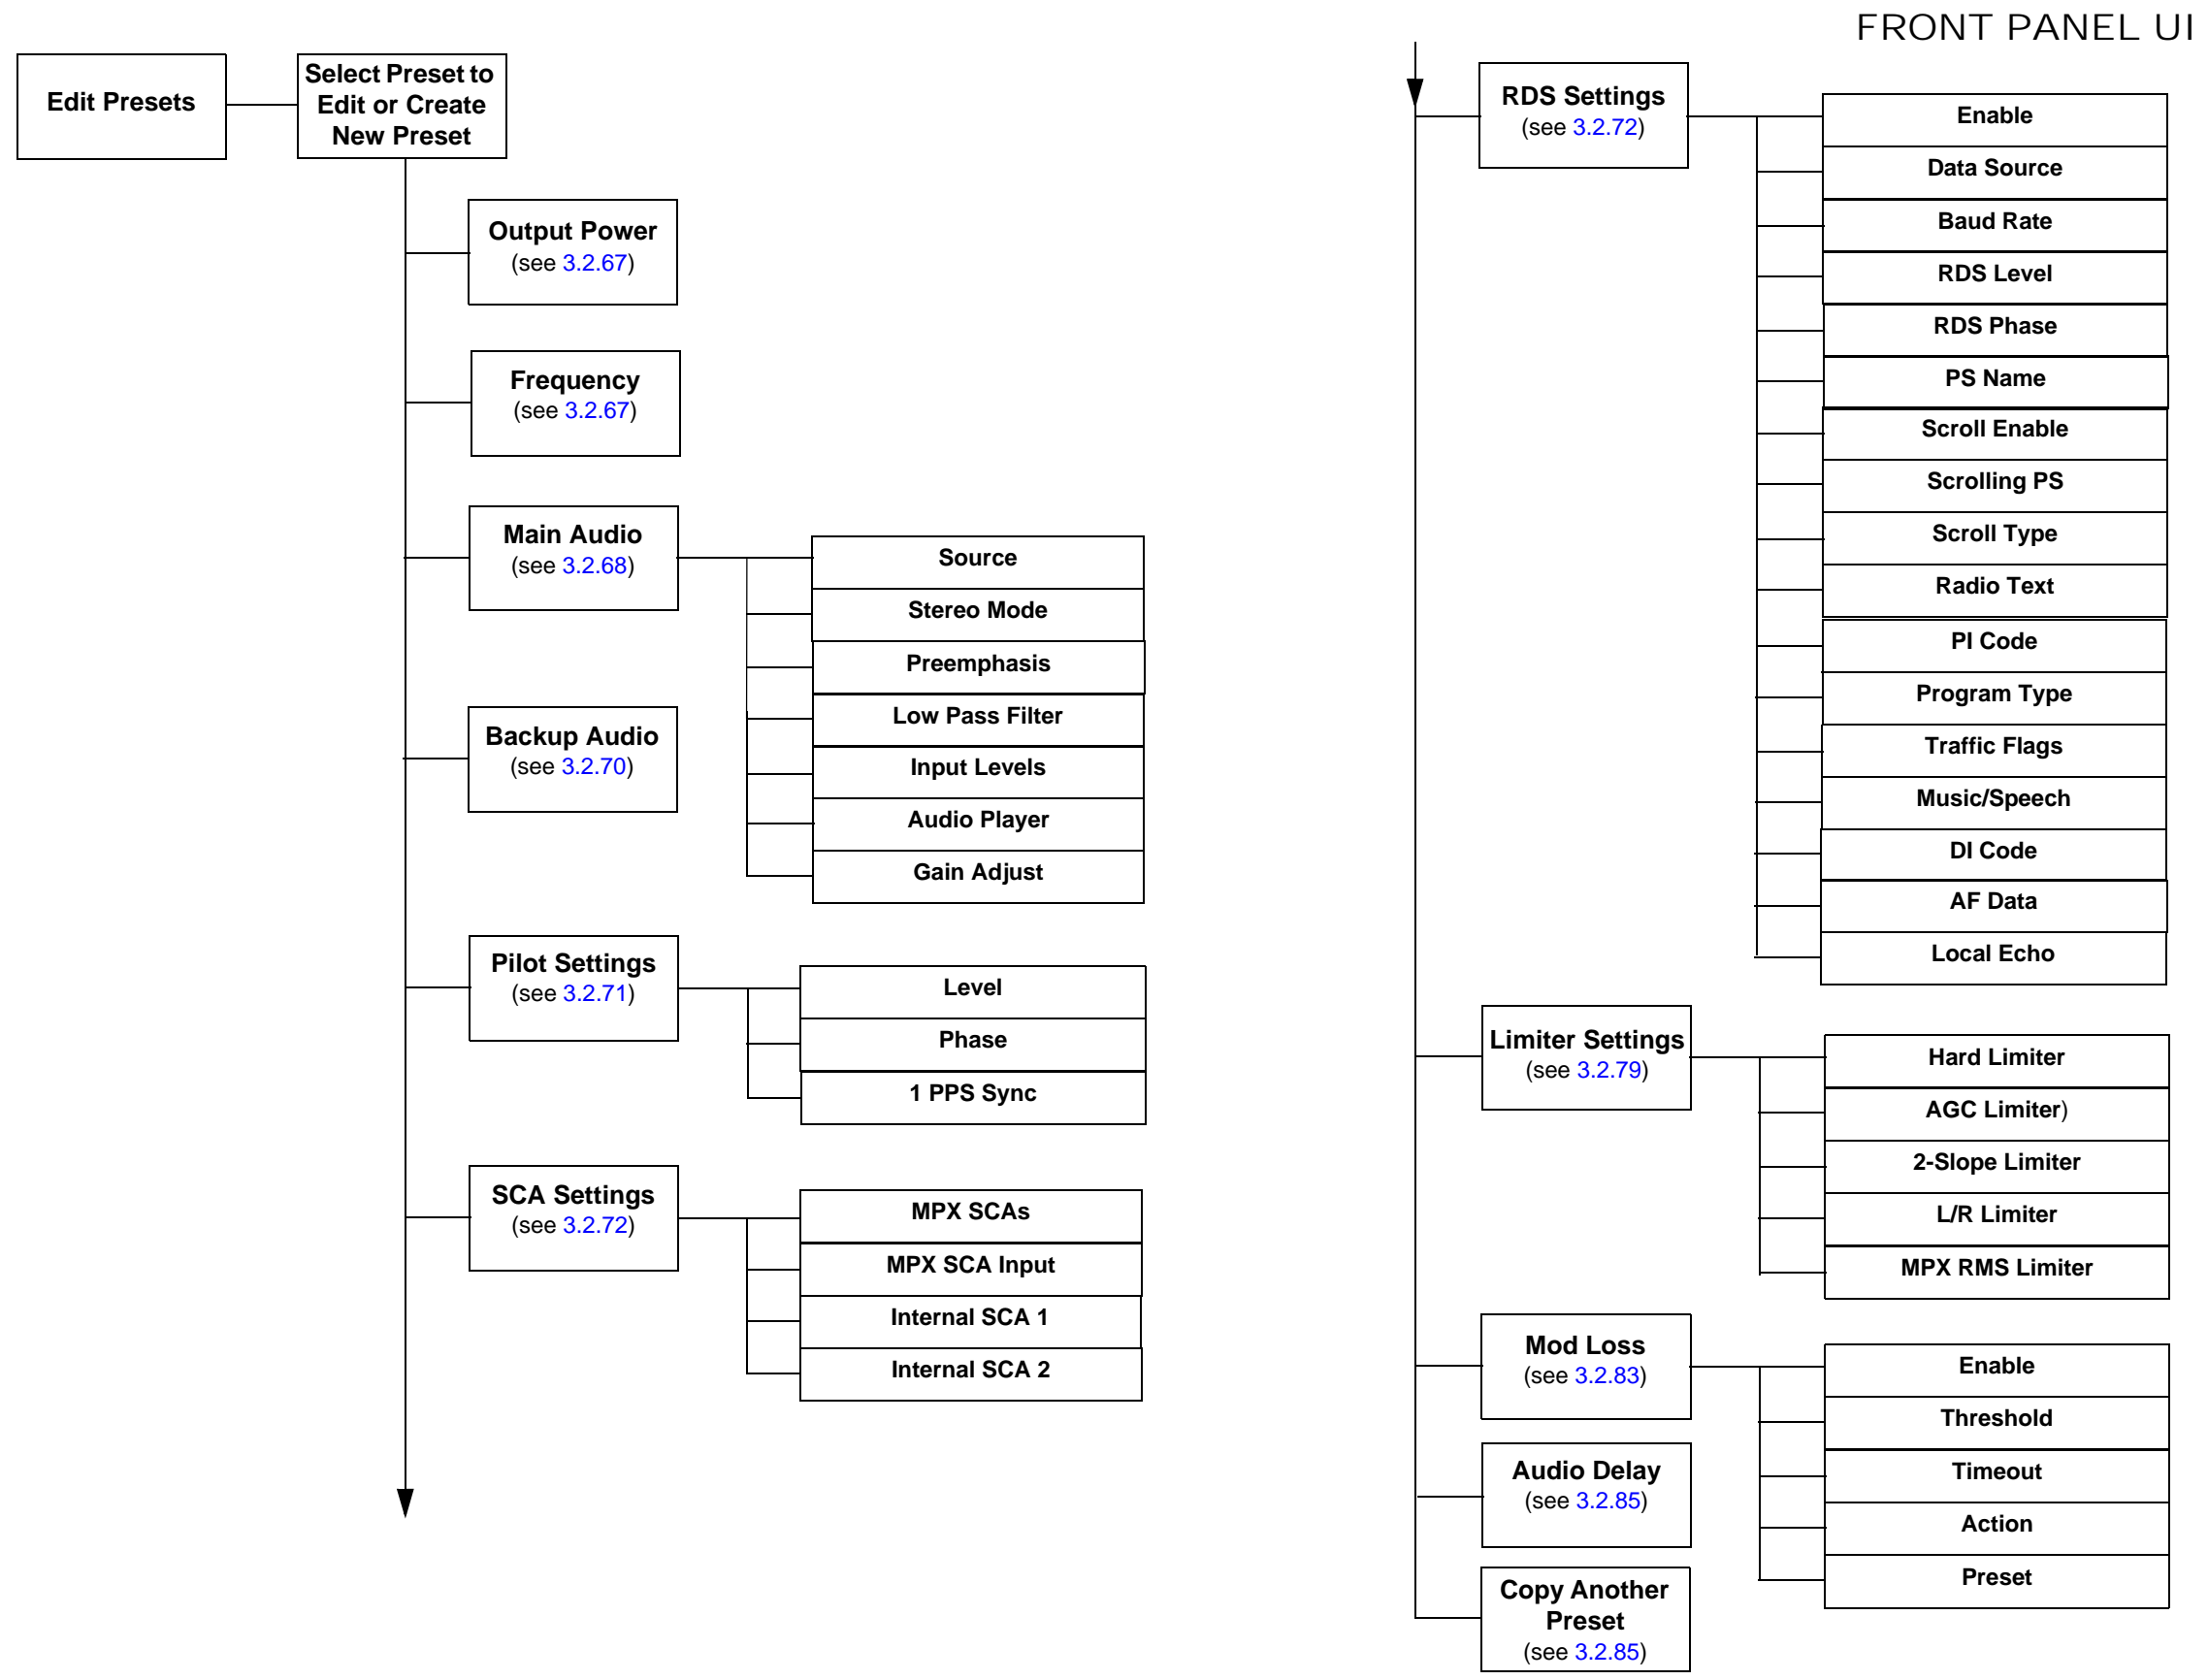 FRONT PANEL UI
Edit Presets
Select Preset to
Edit or Create
New Preset
Output Power
(see 3.2.67)
Frequency
(see 3.2.67)
Main Audio
(see 3.2.68)
Source
Stereo Mode
Preemphasis
Low Pass Filter
Input Levels
Audio Player
Gain Adjust
Backup Audio
(see 3.2.70)
Pilot Settings
(see 3.2.71)
Level
Phase
1 PPS Sync
SCA Settings
(see 3.2.72)
MPX SCAs
MPX SCA Input
Internal SCA 1
Internal SCA 2
RDS Settings
(see 3.2.72)
Enable
Data Source
Baud Rate
RDS Level
RDS Phase
PS Name
Scroll Enable
Scrolling PS
Scroll Type
Radio Text
PI Code
Program Type
Traffic Flags
Music/Speech
DI Code
AF Data
Local Echo
Limiter Settings
(see 3.2.79)
Hard Limiter
AGC Limiter)
2-Slope Limiter
L/R Limiter
MPX RMS Limiter
Mod Loss
(see 3.2.83)
Enable
Threshold
Timeout
Action
Preset
Audio Delay
(see 3.2.85)
Copy Another
Preset
(see 3.2.85)